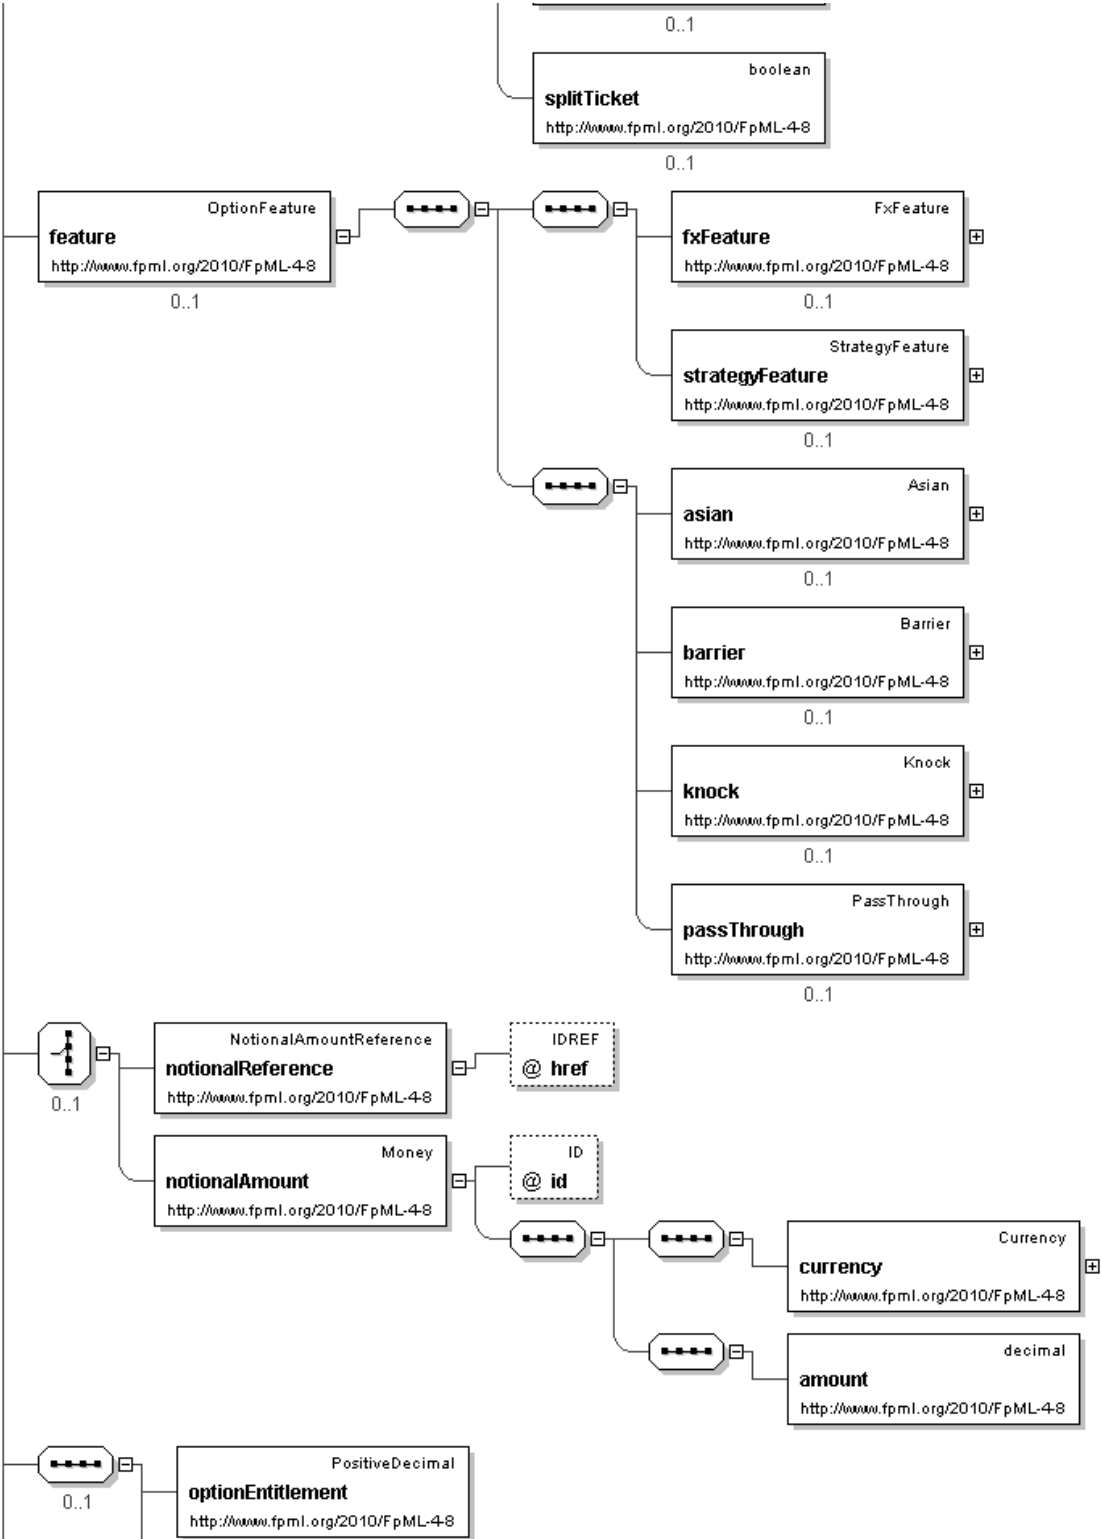 0..1
boolean
splitTicket
http://www.fpml.org/2010/FpML-4-8
0..1
OptionFeature
feature
http://www.fpml.org/2010/FpML-4-8
0..1
FxFeature
fxFeature
http://www.fpml.org/2010/FpML-4-8
0..1
StrategyFeature
strategyFeature
http://www.fpml.org/2010/FpML-4-8
0..1
Asian
asian
http://www.fpml.org/2010/FpML-4-8
0..1
Barrier
barrier
http://www.fpml.org/2010/FpML-4-8
0..1
Knock
knock
http://www.fpml.org/2010/FpML-4-8
0..1
PassThrough
passThrough
http://www.fpml.org/2010/FpML-4-8
0..1
0..1
NotionalAmountReference
notionalReference
http://www.fpml.org/2010/FpML-4-8
IDREF
@ href
Money
notionalAmount
http://www.fpml.org/2010/FpML-4-8
ID
@ id
Currency
currency
http://www.fpml.org/2010/FpML-4-8
decimal
amount
http://www.fpml.org/2010/FpML-4-8
0..1
PositiveDecimal
optionEntitlement
http://www.fpml.org/2010/FpML-4-8